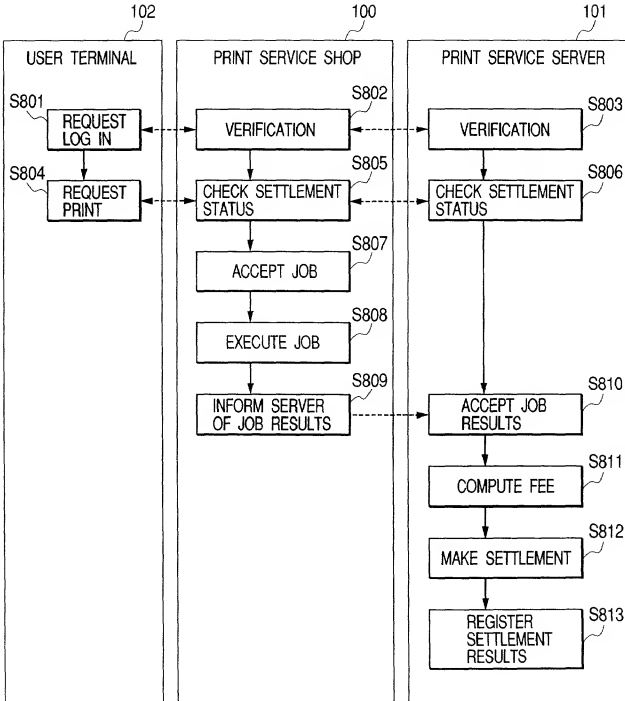 102
100
101
USER TERMINAL
PRINT SERVICE SHOP
PRINT SERVICE SERVER
S801
REQUEST
LOG IN
S802
VERIFICATION
S803
VERIFICATION
S804
REQUEST
PRINT
S805
CHECK SETTLEMENT
STATUS
S806
CHECK SETTLEMENT
STATUS
S807
ACCEPT JOB
S808
EXECUTE JOB
S809
INFORM SERVER
OF JOB RESULTS
S810
ACCEPT JOB
RESULTS
S811
COMPUTE FEE
S812
MAKE SETTLEMENT
S813
REGISTER
SETTLEMENT
RESULTS